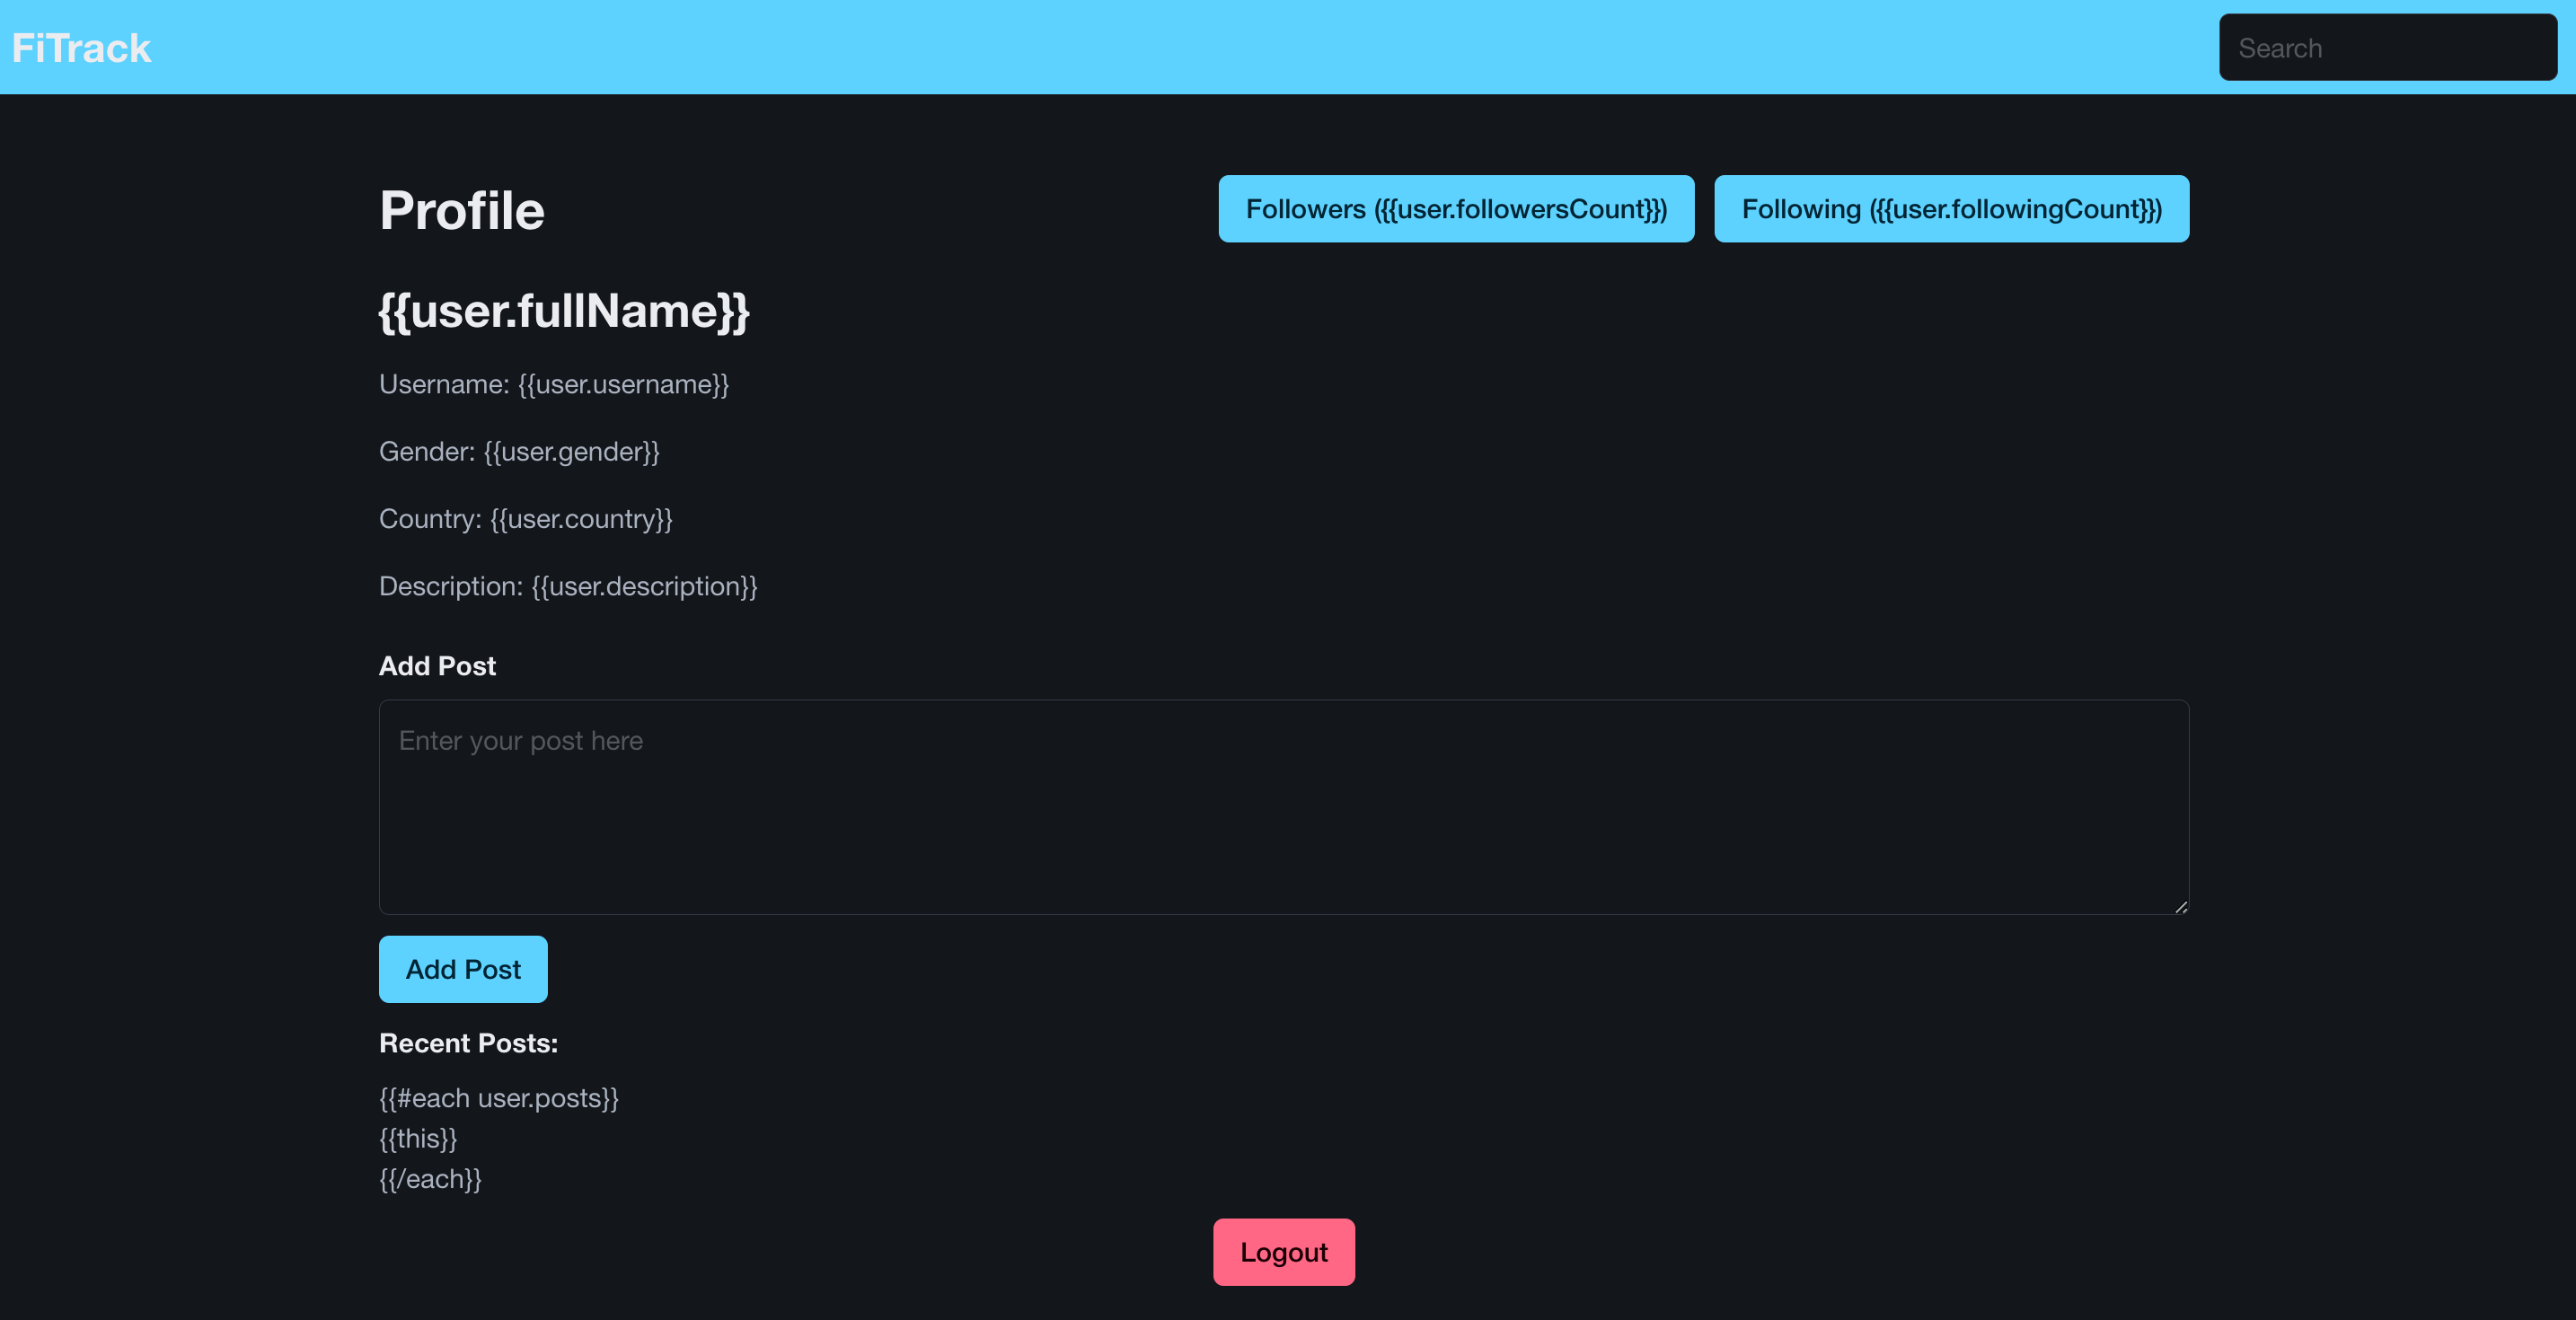 FiTrack
Search
Profile
Followers ({{user.followersCount}})
Following ({{user.followingCount}})
{{user.fullName}}
Username: {{user.username}}
Gender: {{user.gender}}
Country: {{user.country}}
Description: {{user.description}}
Add Post
Enter your post here
Add Post
Recent Posts:
{{#each user.posts}}
{{this}}
{{/each}}
Logout